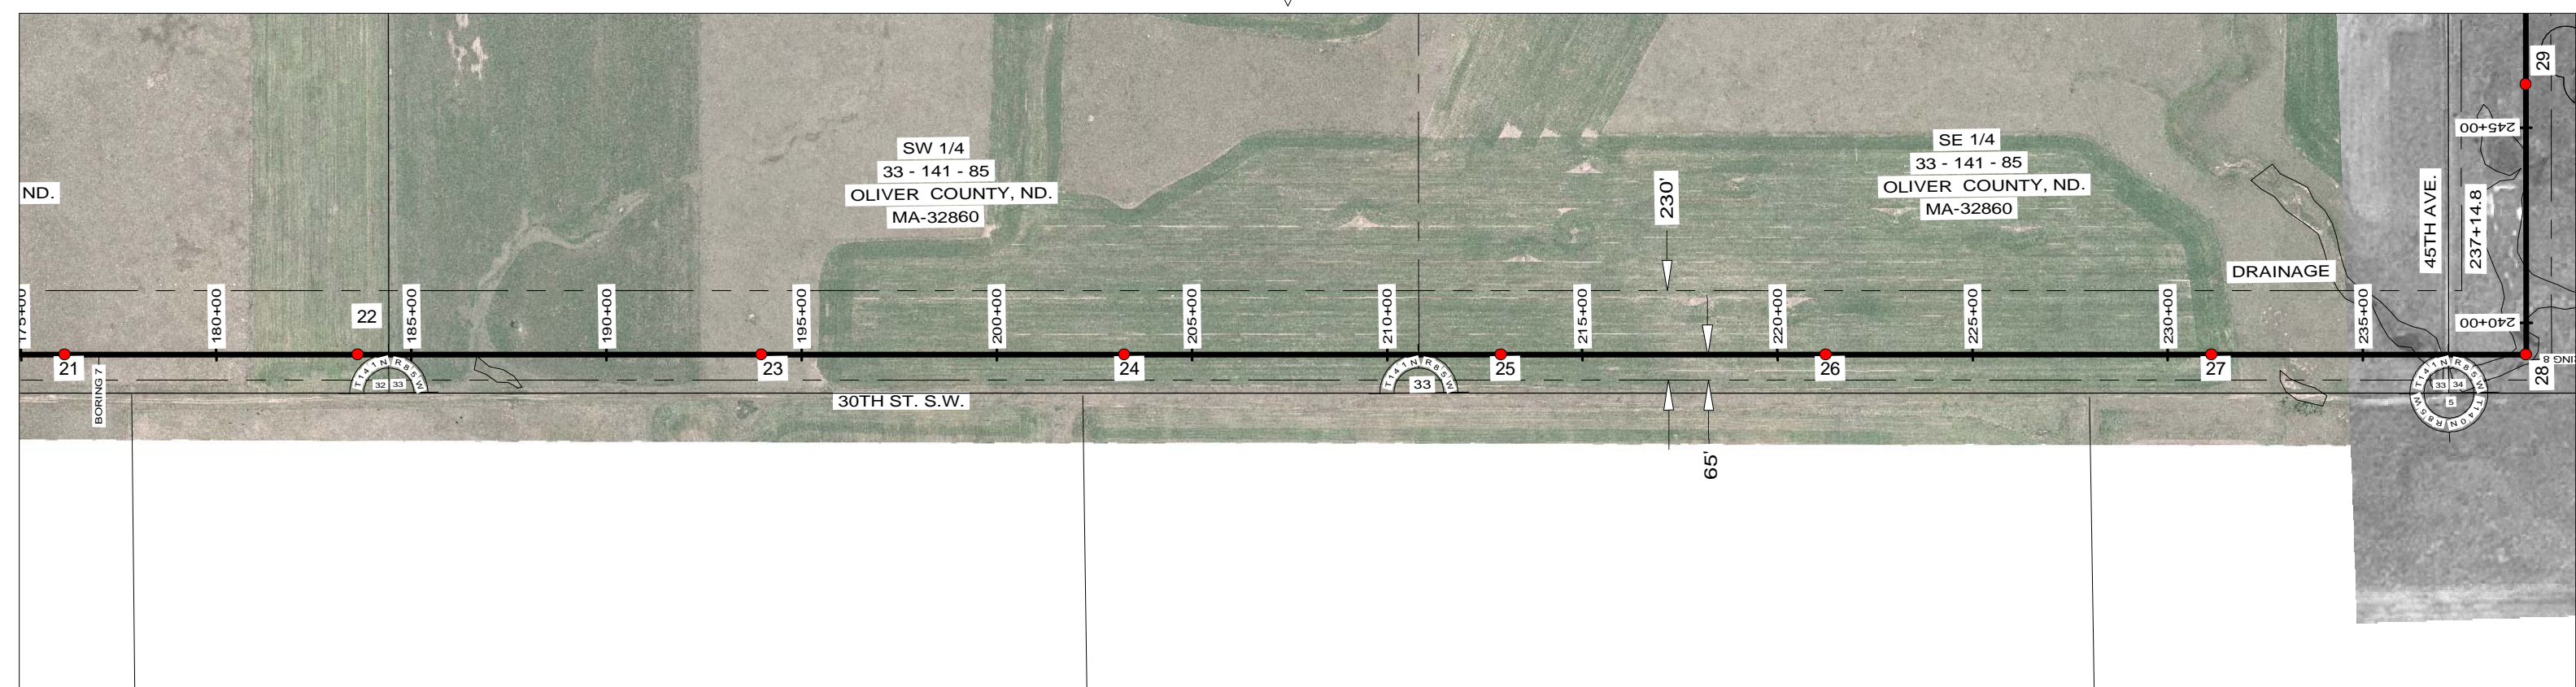 ND.
SW 1/4
33 - 141 - 85
OLIVER COUNTY, ND.
MA-32860
SE 1/4
33 - 141 - 85
OLIVER COUNTY, ND.
MA-32860
230'
65'
DRAINAGE
45TH AVE.
237+14.8
29
245+00
240+00
175+00
180+00
22
185+00
190+00
195+00
200+00
205+00
210+00
215+00
220+00
225+00
230+00
235+00
21
BORING 7
23
24
25
26
27
28
T141N R85W
32 33
T141N R85W
33
T141N R85W
33 34
5
T140N R85W
30TH ST. S.W.